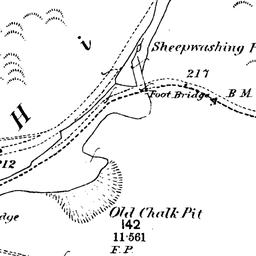 i
Sheepwashing
217
Foot Bridge
B M
H
212
dge
Old Chalk Pit
142
11·561
F. P.